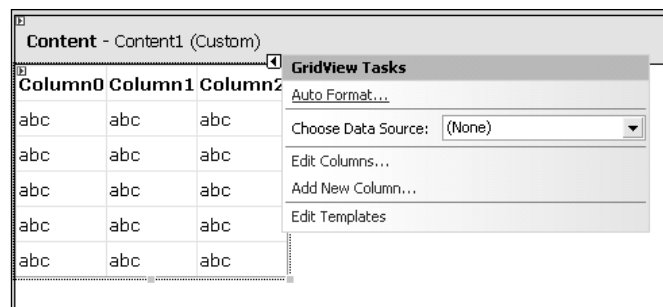 Content - Content1 (Custom)
Column0 Column1 Column2
abc abc abc
abc abc abc
abc abc abc
abc abc abc
abc abc abc
GridView Tasks
Auto Format...
Choose Data Source: (None)
Edit Columns...
Add New Column...
Edit Templates